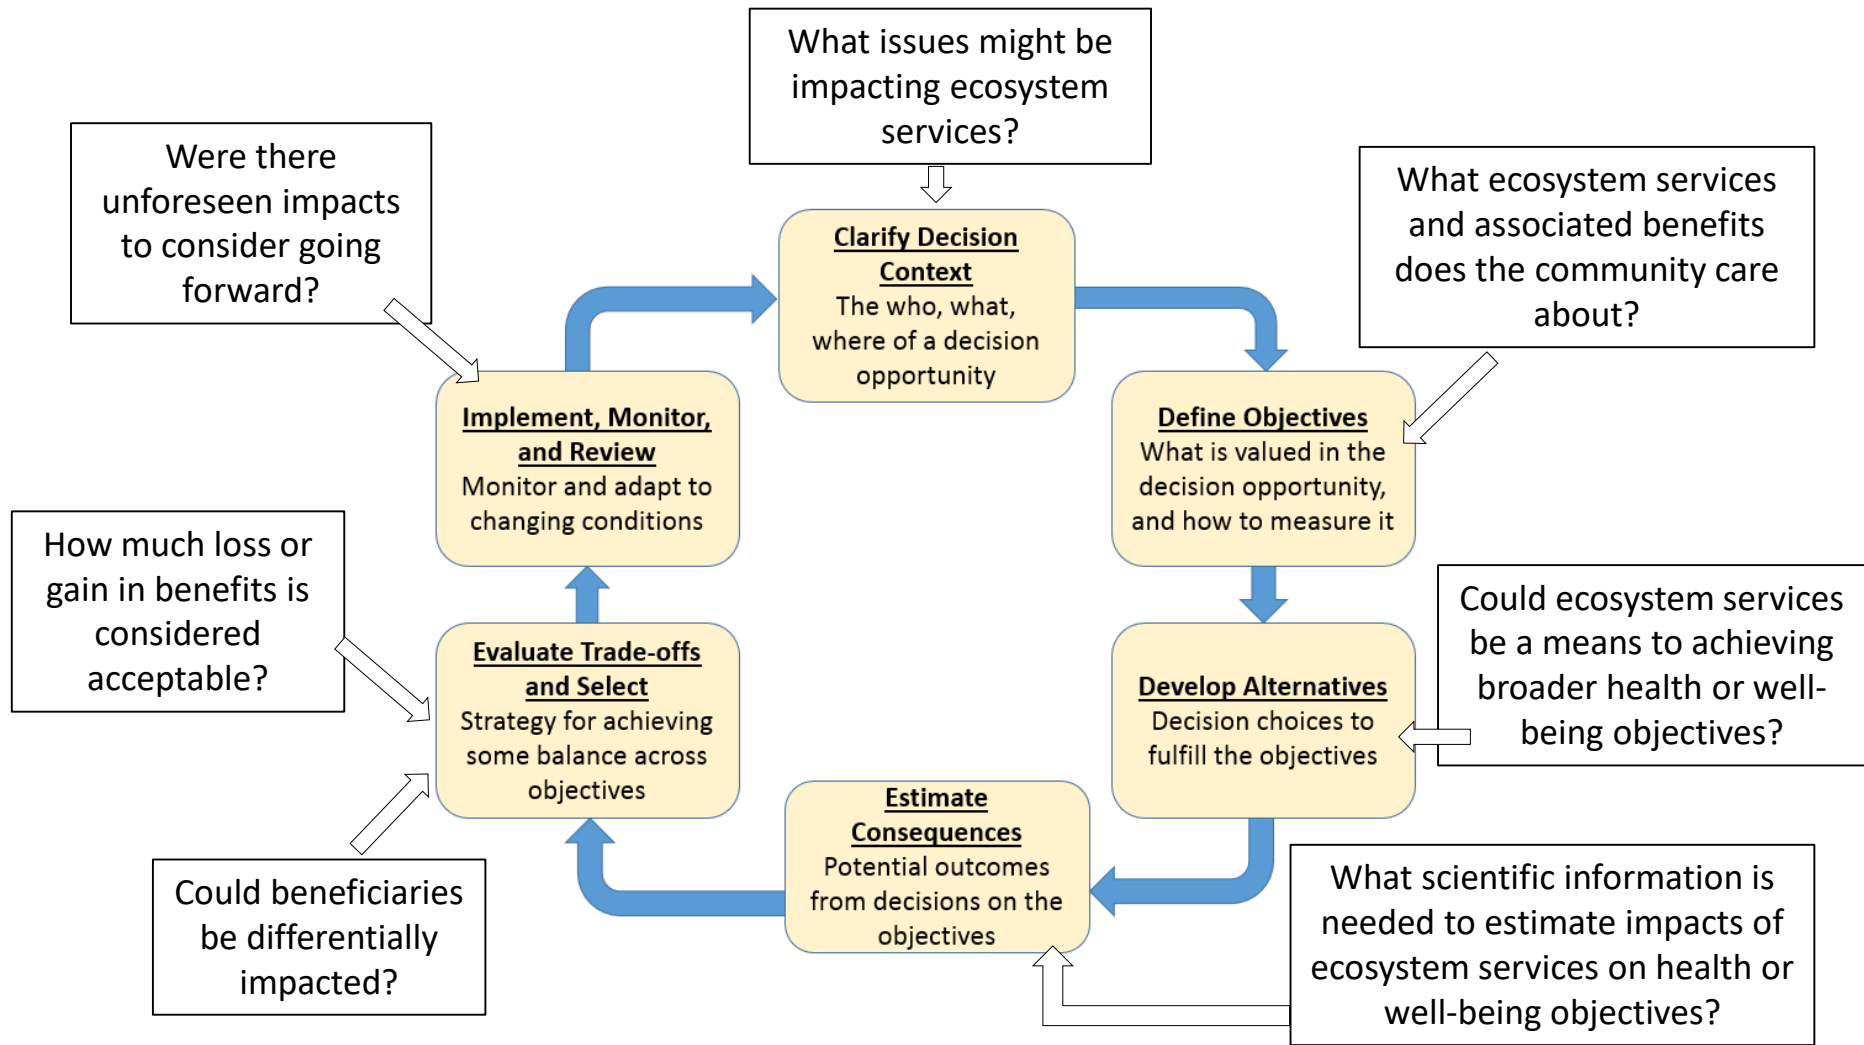 What issues might be
impacting ecosystem
services?
Were there
unforeseen impacts
to consider going
forward?
What ecosystem services
and associated benefits
does the community care
about?
Clarify Decision
Context
The who, what,
where of a decision
opportunity
Implement, Monitor,
and Review
Monitor and adapt to
changing conditions
Define Objectives
What is valued in the
decision opportunity,
and how to measure it
How much loss or
gain in benefits is
considered
acceptable?
Could ecosystem services
be a means to achieving
broader health or well-
being objectives?
Evaluate Trade-offs
and Select
Strategy for achieving
some balance across
objectives
Develop Alternatives
Decision choices to
fulfill the objectives
Estimate
Consequences
Potential outcomes
from decisions on the
objectives
Could beneficiaries
be differentially
impacted?
What scientific information is
needed to estimate impacts of
ecosystem services on health or
well-being objectives?